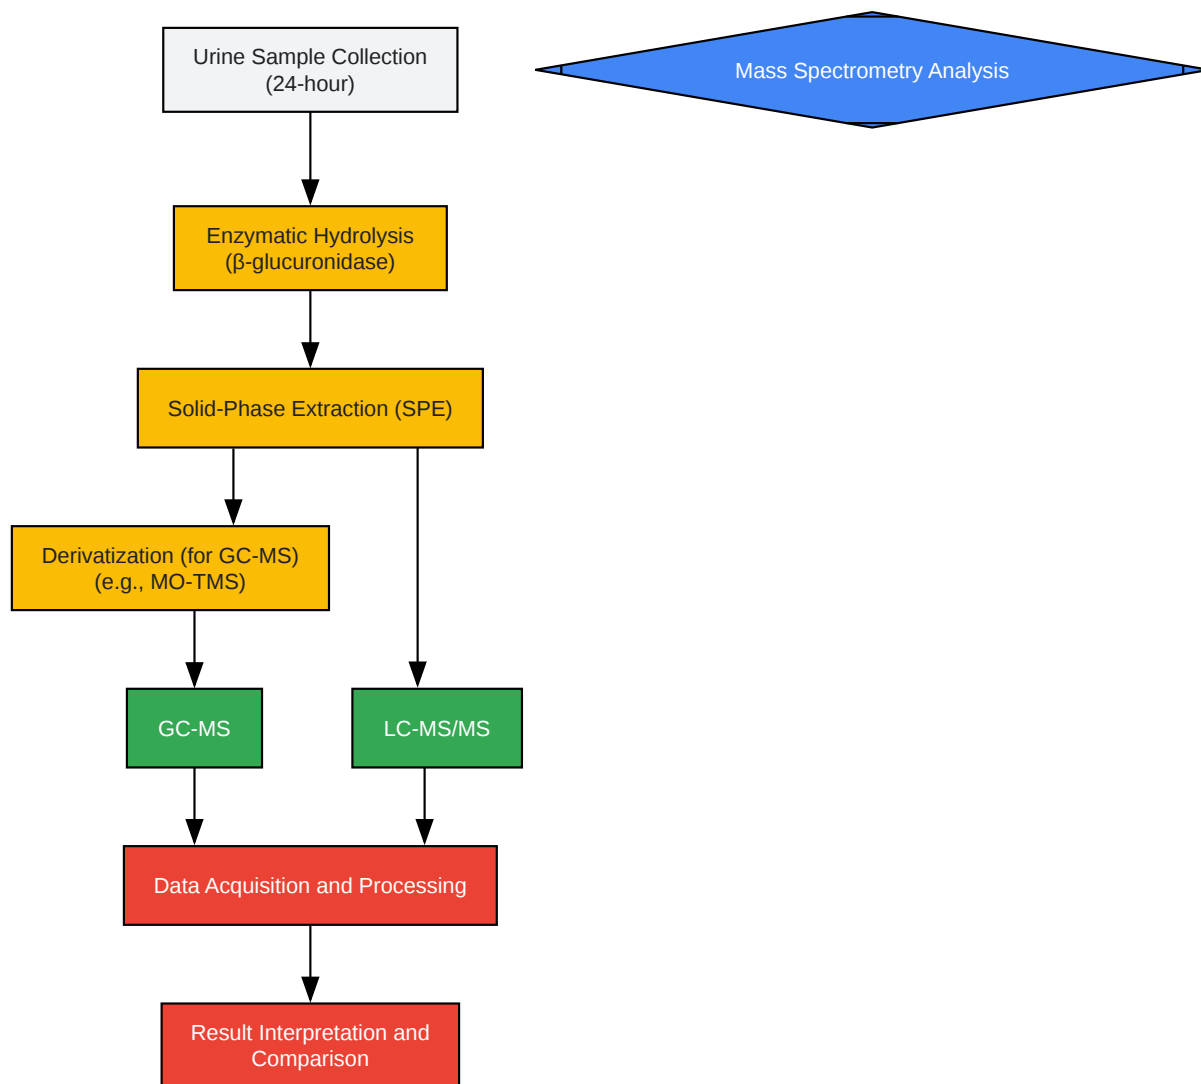 Urine Sample Collection
(24-hour)
Mass Spectrometry Analysis
Enzymatic Hydrolysis
(β-glucuronidase)
Solid-Phase Extraction (SPE)
Derivatization (for GC-MS)
(e.g., MO-TMS)
GC-MS
LC-MS/MS
Data Acquisition and Processing
Result Interpretation and
Comparison